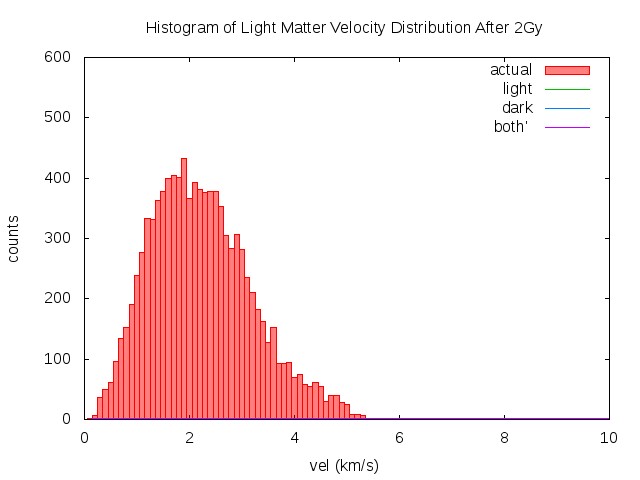 Histogram of Light Matter Velocity Distribution After 2Gy
600
500
400
300
200
100
0
counts
actual
light
dark
both'
0 2 4 6 8 10
vel (km/s)